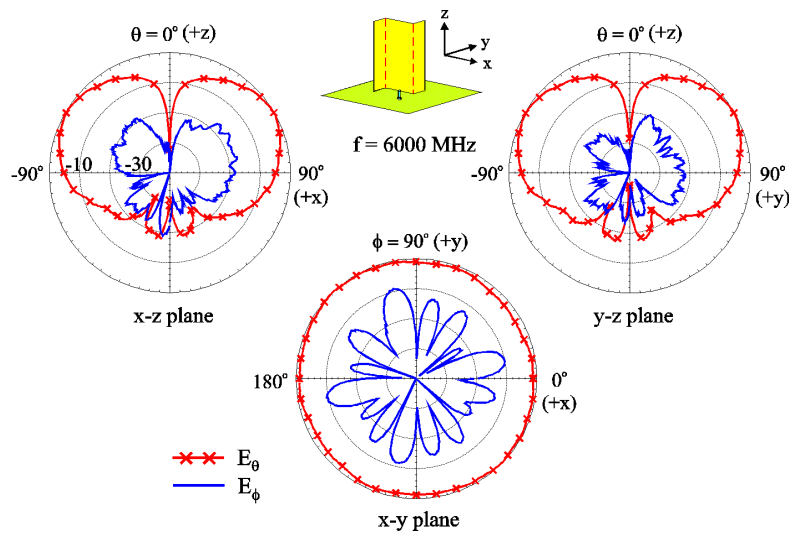 θ = 0° (+z)
-10
-30
-90°
90°
(+x)
x-z plane
z
y
x
f = 6000 MHz
θ = 0° (+z)
-90°
90°
(+y)
y-z plane
ϕ = 90° (+y)
180°
0°
(+x)
x-y plane
Eθ
Eϕ